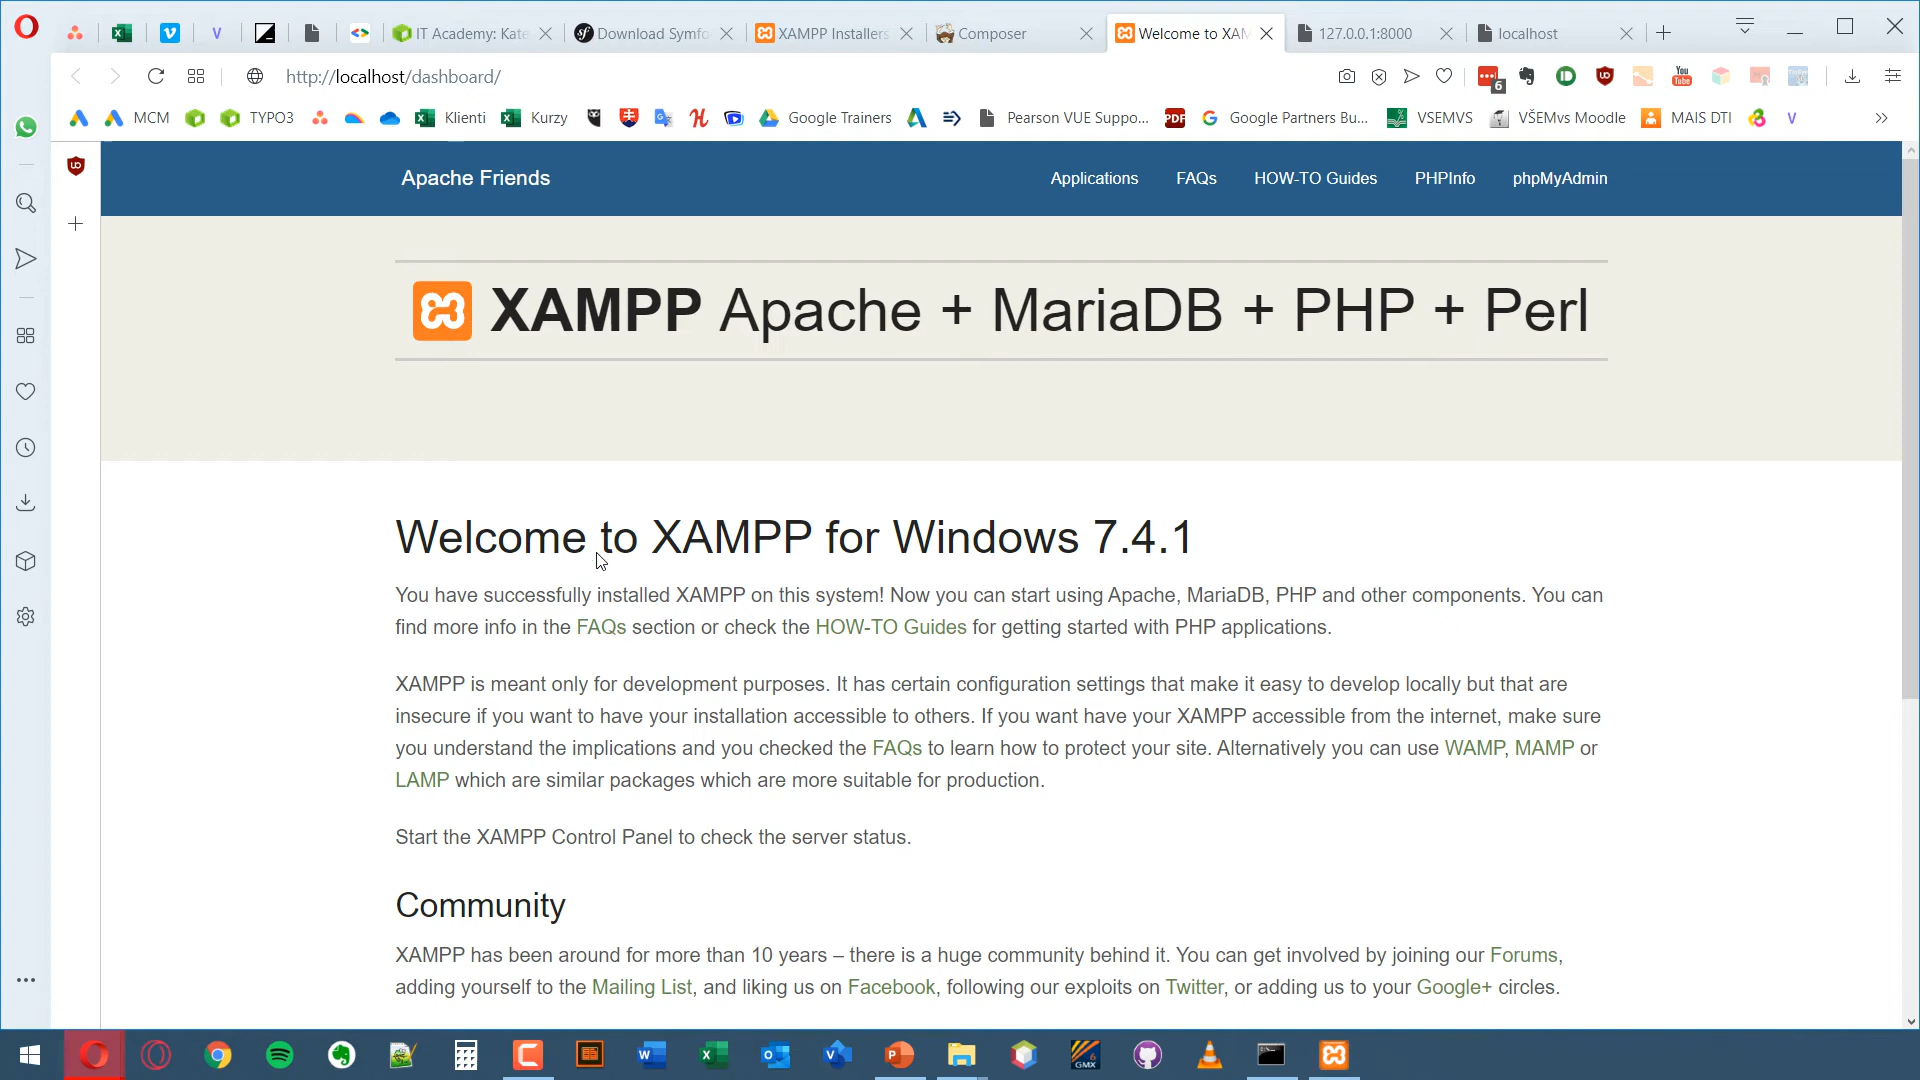 IT Academy: Kate
Download Symfo
XAMPP Installers
Composer
Welcome to XAM
127.0.0.1:8000
localhost
http://localhost/dashboard/
6
You
Tube
MCM
TYPO3
Klienti
Kurzy
Google Trainers
Pearson VUE Suppo...
PDF
Google Partners Bu...
VSEMVS
VŠEMvs Moodle
MAIS DTI
Apache Friends
Applications
FAQs
HOW-TO Guides
PHPInfo
phpMyAdmin
XAMPP Apache + MariaDB + PHP + Perl
Welcome to XAMPP for Windows 7.4.1
You have successfully installed XAMPP on this system! Now you can start using Apache, MariaDB, PHP and other components. You can
find more info in the FAQs section or check the HOW-TO Guides for getting started with PHP applications.
XAMPP is meant only for development purposes. It has certain configuration settings that make it easy to develop locally but that are
insecure if you want to have your installation accessible to others. If you want have your XAMPP accessible from the internet, make sure
you understand the implications and you checked the FAQs to learn how to protect your site. Alternatively you can use WAMP, MAMP or
LAMP which are similar packages which are more suitable for production.
Start the XAMPP Control Panel to check the server status.
Community
XAMPP has been around for more than 10 years – there is a huge community behind it. You can get involved by joining our Forums,
adding yourself to the Mailing List, and liking us on Facebook, following our exploits on Twitter, or adding us to your Google+ circles.
GMX